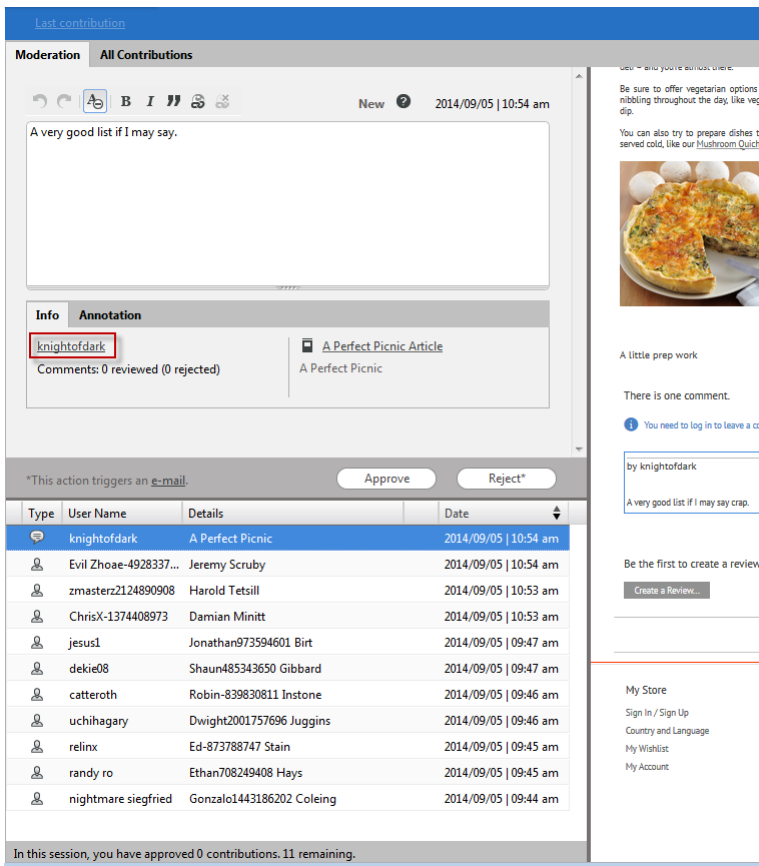 Last contribution
Moderation All Contributions
B I New 2014/09/05 | 10:54 am
A very good list if I may say.
Info Annotation
knightofdark A Perfect Picnic Article
Comments: 0 reviewed (0 rejected) A Perfect Picnic
*This action triggers an e-mail. Approve Reject*
Type User Name Details Date
knightofdark A Perfect Picnic 2014/09/05 | 10:54 am
Evil Zhoae-4928337... Jeremy Scruby 2014/09/05 | 10:54 am
zmasterz2124890908 Harold Tetsill 2014/09/05 | 10:53 am
ChrisX-1374408973 Damian Minitt 2014/09/05 | 10:53 am
jesus1 Jonathan973594601 Birt 2014/09/05 | 09:47 am
dekie08 Shaun485343650 Gibbard 2014/09/05 | 09:47 am
catteroth Robin-839830811 Instone 2014/09/05 | 09:46 am
uchihagary Dwight2001757696 Juggins 2014/09/05 | 09:46 am
relinx Ed-873788747 Stain 2014/09/05 | 09:45 am
randy ro Ethan708249408 Hays 2014/09/05 | 09:45 am
nightmare siegfried Gonzalo1443186202 Coleing 2014/09/05 | 09:44 am
In this session, you have approved 0 contributions. 11 remaining.
deli – and you're almost there.
Be sure to offer vegetarian options
nibbling throughout the day, like veg
dip.
You can also try to prepare dishes t
served cold, like our Mushroom Quich
A little prep work
There is one comment.
You need to log in to leave a co
by knightofdark
A very good list if I may say crap.
Be the first to create a review
Create a Review...
My Store
Sign In / Sign Up
Country and Language
My Wishlist
My Account